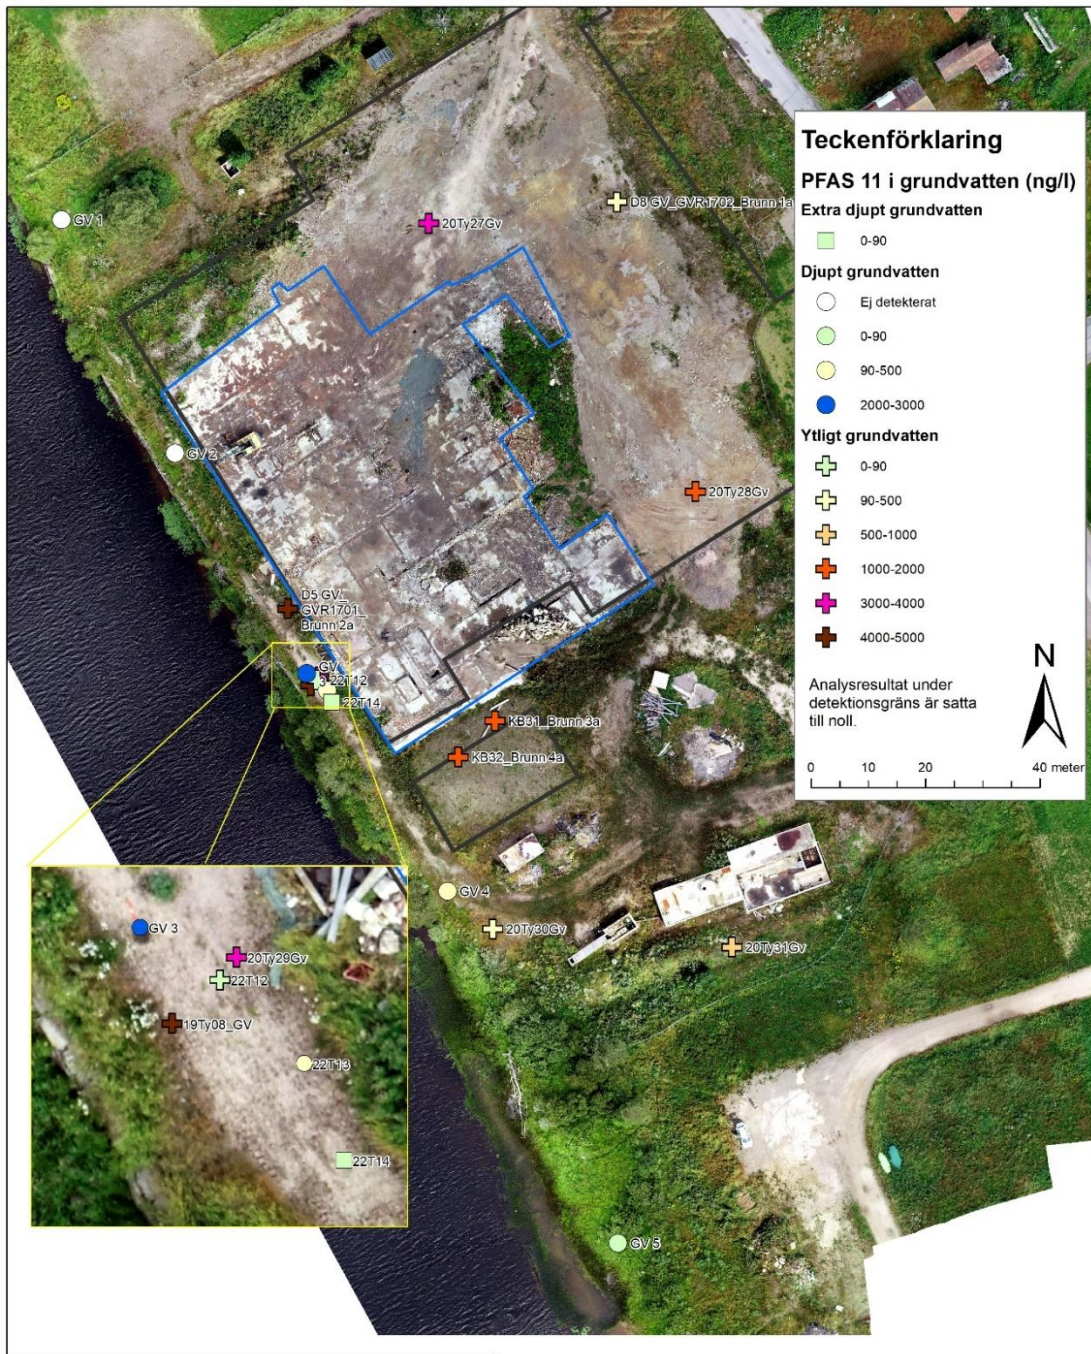 Teckenförklaring
PFAS 11 i grundvatten (ng/l)
Extra djupt grundvatten
0-90
Djupt grundvatten
Ej detekterat
0-90
90-500
2000-3000
Ytligt grundvatten
0-90
90-500
500-1000
1000-2000
3000-4000
4000-5000
Analysresultat under
detektionsgräns är satta
till noll.
N
0 10 20 40 meter
GV 1
20Ty27Gv
D8 GV_GVR1702_Brunn 1a
GV 2
20Ty28Gv
D5 GV_
GVR1701_
Brunn 2a
GV
3 22T12
22T14
KB31_Brunn 3a
KB32_Brunn 4a
GV 4
20Ty30Gv
20Ty31Gv
GV 3
20Ty29Gv
22T12
19Ty08_GV
22T13
22T14
GV 5